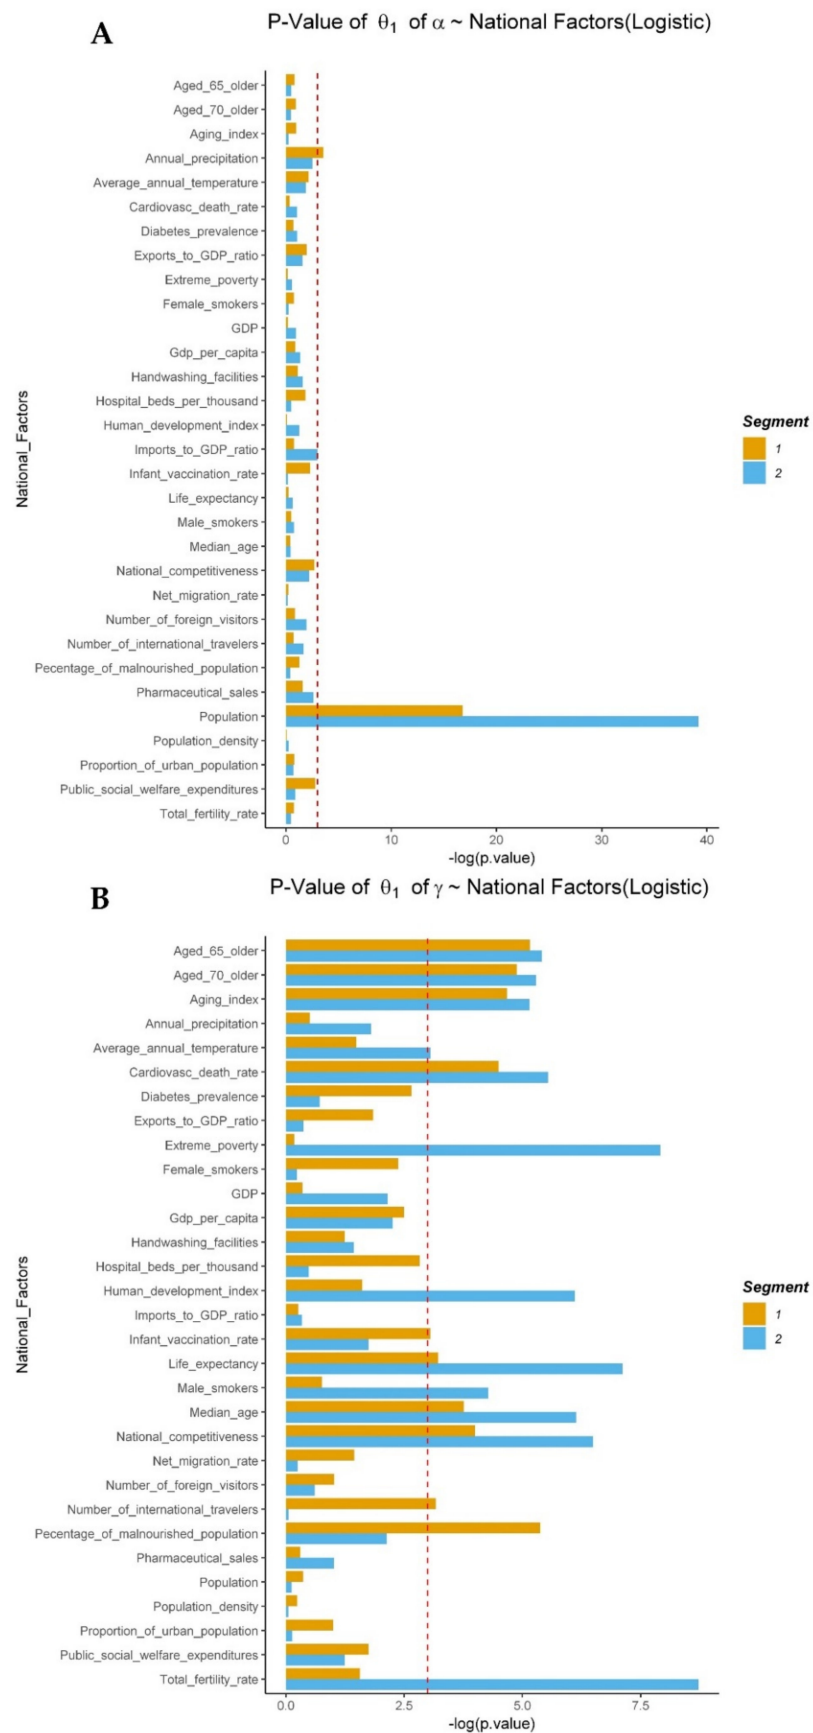 A
P-Value of θ1 of α ~ National Factors(Logistic)
Aged_65_older
Aged_70_older
Aging_index
Annual_precipitation
Average_annual_temperature
Cardiovasc_death_rate
Diabetes_prevalence
Exports_to_GDP_ratio
Extreme_poverty
Female_smokers
GDP
Gdp_per_capita
Handwashing_facilities
Hospital_beds_per_thousand
Human_development_index
Imports_to_GDP_ratio
Infant_vaccination_rate
Life_expectancy
Male_smokers
Median_age
National_competitiveness
Net_migration_rate
Number_of_foreign_visitors
Number_of_international_travelers
Pecentage_of_malnourished_population
Pharmaceutical_sales
Population
Population_density
Proportion_of_urban_population
Public_social_welfare_expenditures
Total_fertility_rate
National_Factors
0 10 20 30 40
-log(p.value)
Segment
1
2
B
P-Value of θ1 of γ ~ National Factors(Logistic)
Aged_65_older
Aged_70_older
Aging_index
Annual_precipitation
Average_annual_temperature
Cardiovasc_death_rate
Diabetes_prevalence
Exports_to_GDP_ratio
Extreme_poverty
Female_smokers
GDP
Gdp_per_capita
Handwashing_facilities
Hospital_beds_per_thousand
Human_development_index
Imports_to_GDP_ratio
Infant_vaccination_rate
Life_expectancy
Male_smokers
Median_age
National_competitiveness
Net_migration_rate
Number_of_foreign_visitors
Number_of_international_travelers
Pecentage_of_malnourished_population
Pharmaceutical_sales
Population
Population_density
Proportion_of_urban_population
Public_social_welfare_expenditures
Total_fertility_rate
National_Factors
0.0 2.5 5.0 7.5
-log(p.value)
Segment
1
2